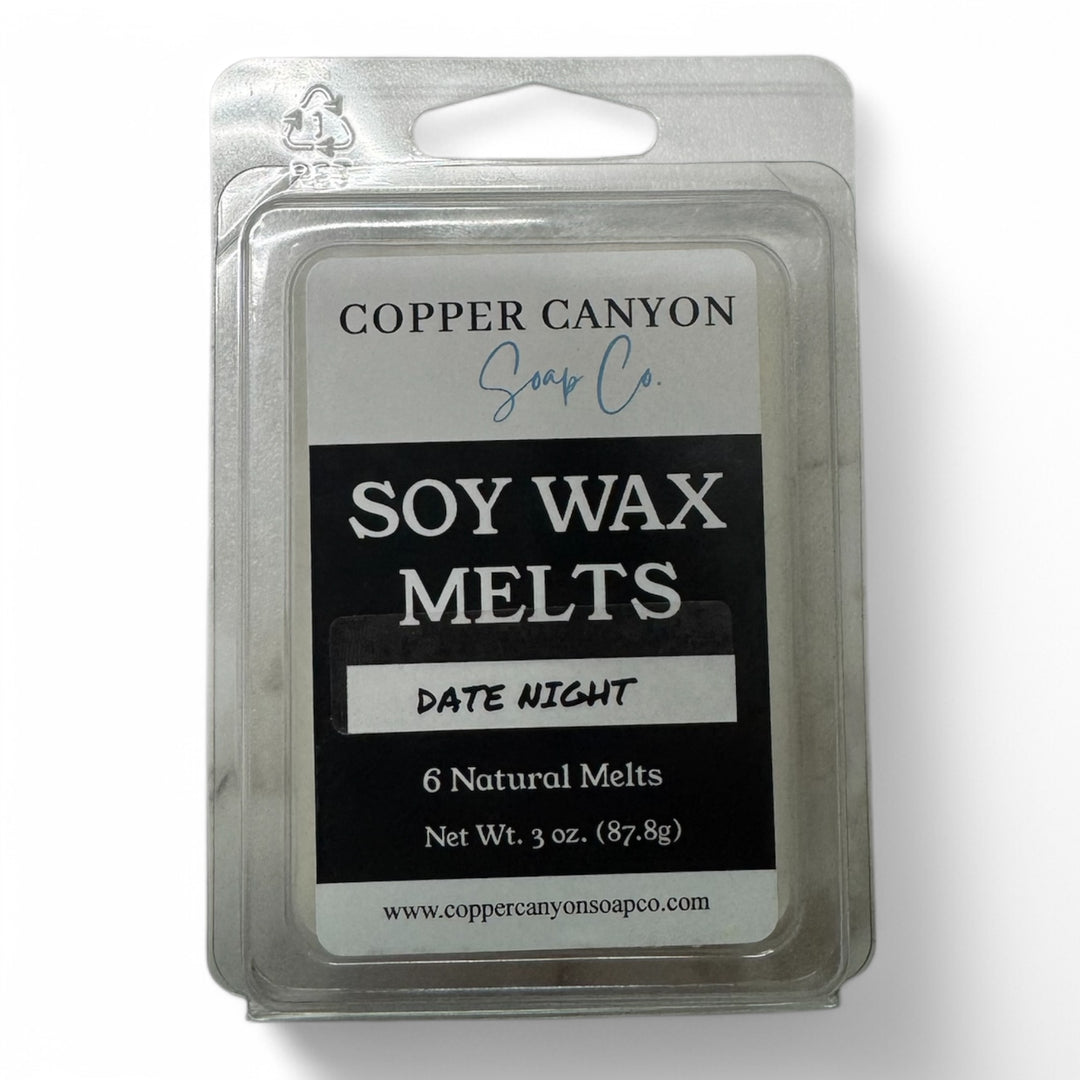 1
COPPER CANYON
Soap Co.
SOY WAX
MELTS
DATE NIGHT
6 Natural Melts
Net Wt. 3 oz. (87.8g)
www.coppercanyonsoapco.com